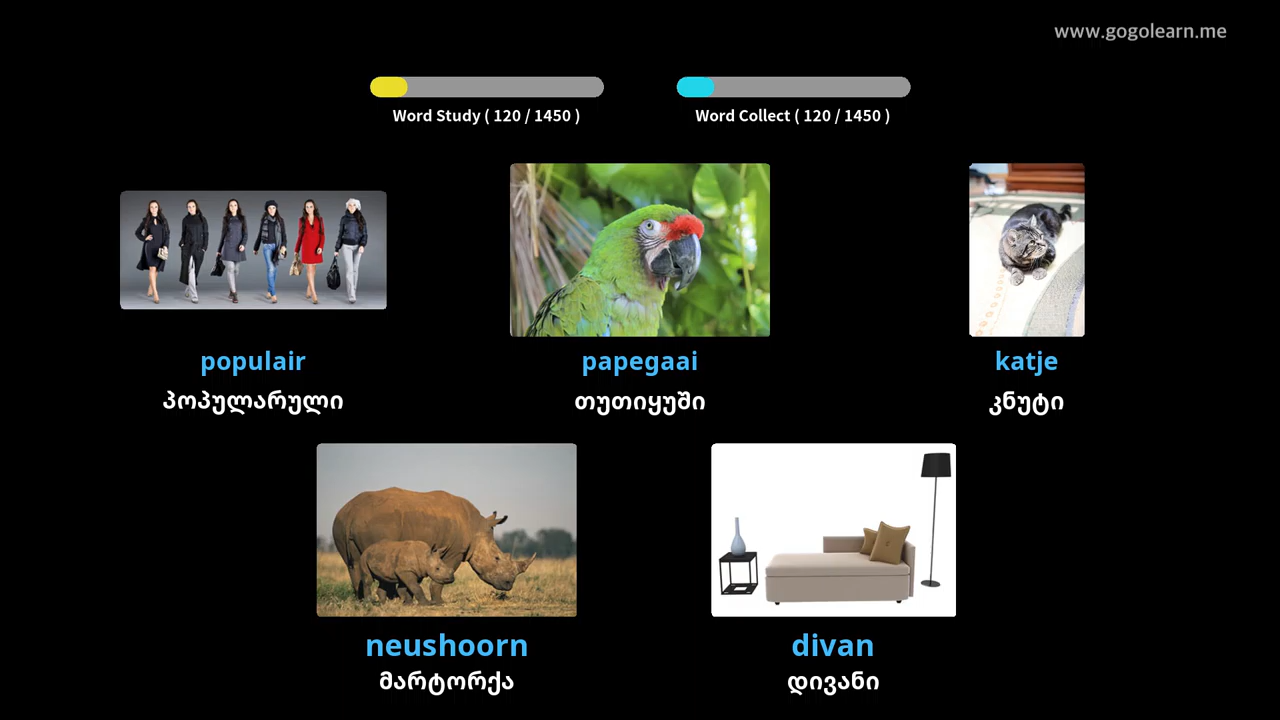 www.gogolearn.me
Word Study ( 120 / 1450 )
Word Collect ( 120 / 1450 )
populair
პოპულარული
papegaai
თუთიყუში
katje
კნუტი
neushoorn
მარტორქა
divan
დივანი